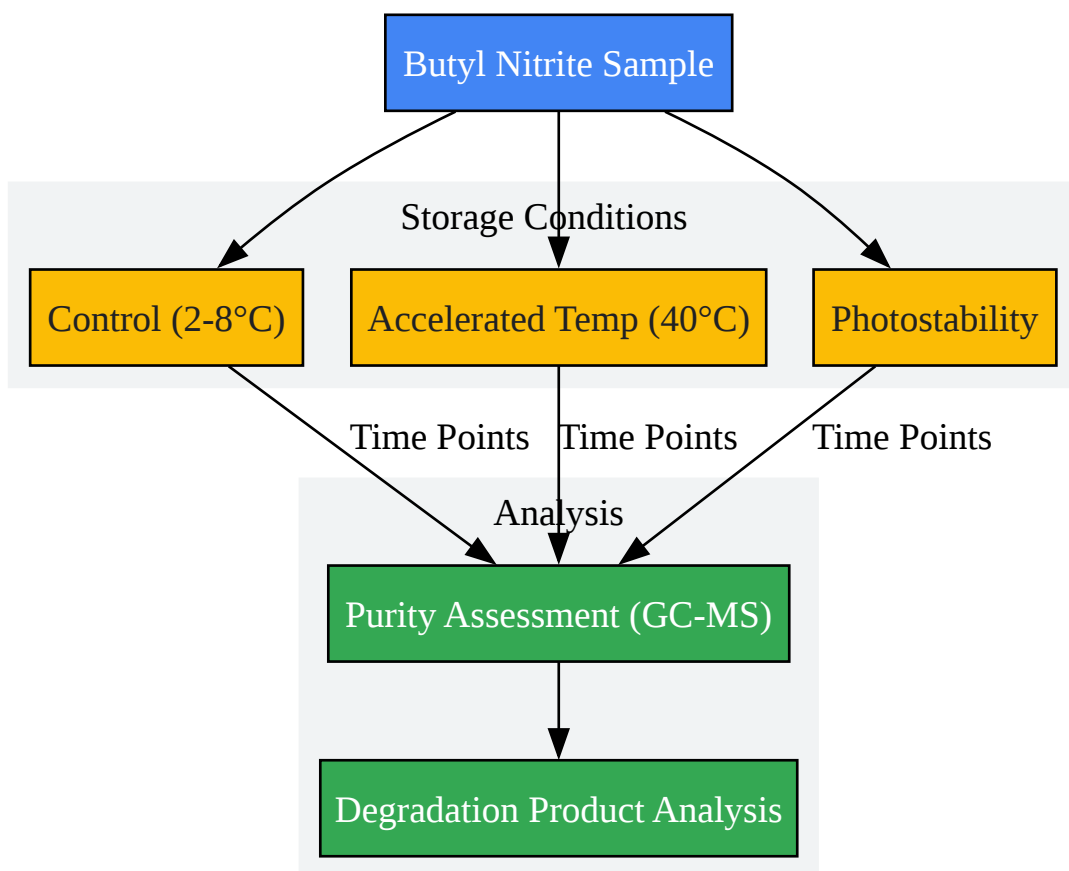 Butyl Nitrite Sample
Storage Conditions
Control (2-8°C)
Accelerated Temp (40°C)
Photostability
Time Points
Time Points
Time Points
Analysis
Purity Assessment (GC-MS)
Degradation Product Analysis